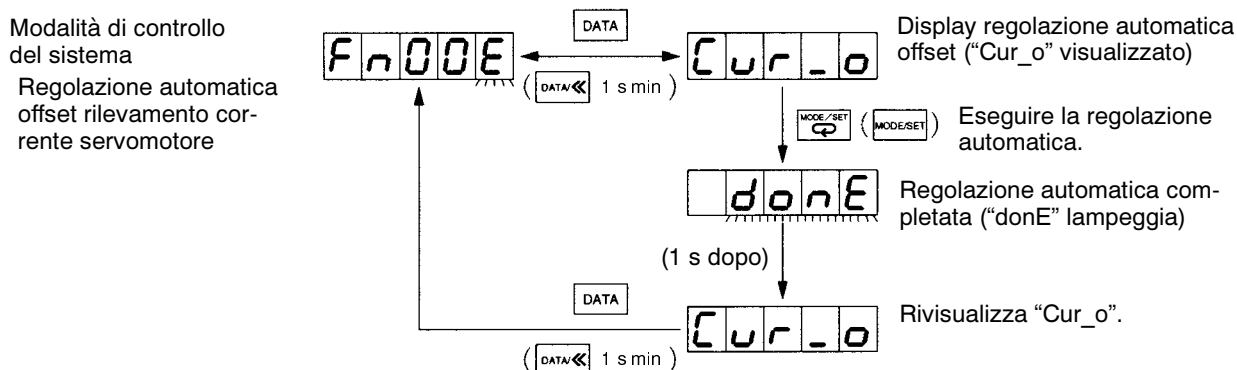 Modalità di controllo
del sistema
Regolazione automatica
offset rilevamento cor-
rente servomotore
Fn00E
DATA
( DATA/≪ 1 s min )
Cur_o
Display regolazione automatica
offset (“Cur_o” visualizzato)
MODE/SET ( MODE/SET )
Eseguire la regolazione
automatica.
donE
Regolazione automatica com-
pletata (“donE” lampeggia)
(1 s dopo)
DATA
( DATA/≪ 1 s min )
Cur_o
Rivisualizza “Cur_o”.